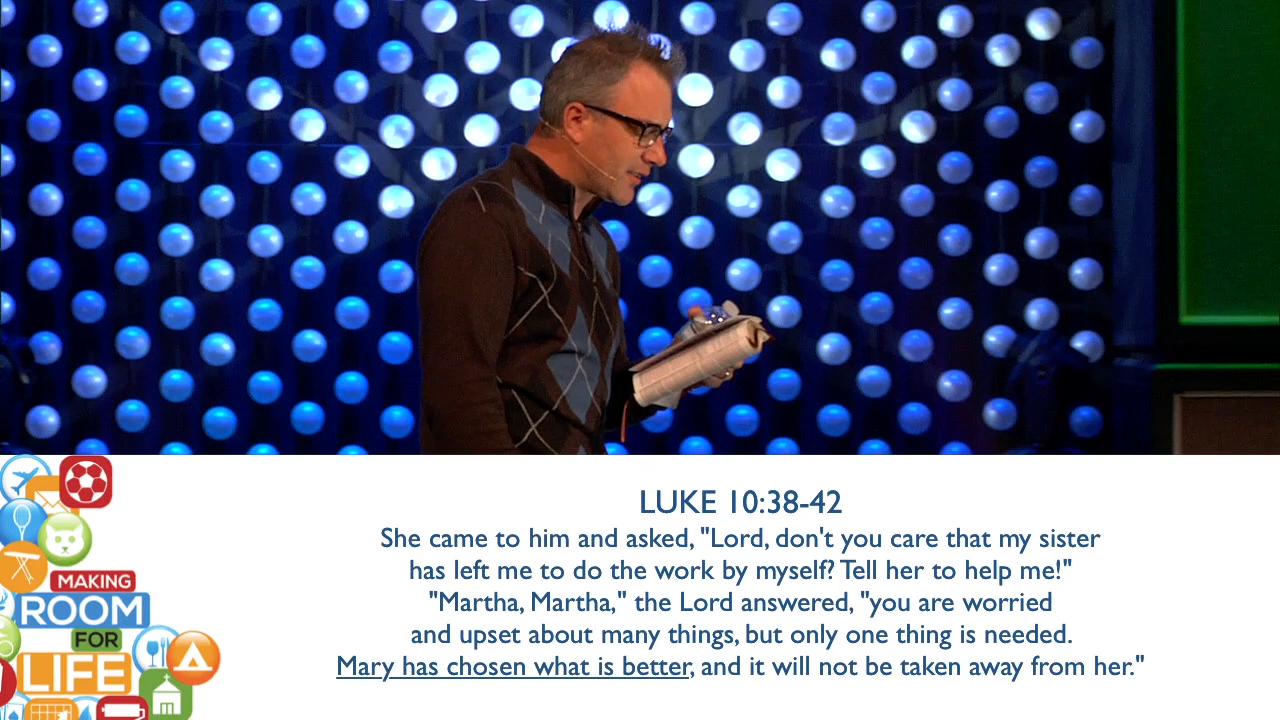 LUKE 10:38-42
She came to him and asked, "Lord, don't you care that my sister
has left me to do the work by myself? Tell her to help me!"
"Martha, Martha," the Lord answered, "you are worried
and upset about many things, but only one thing is needed.
Mary has chosen what is better, and it will not be taken away from her."
MAKING
ROOM
FOR
LIFE